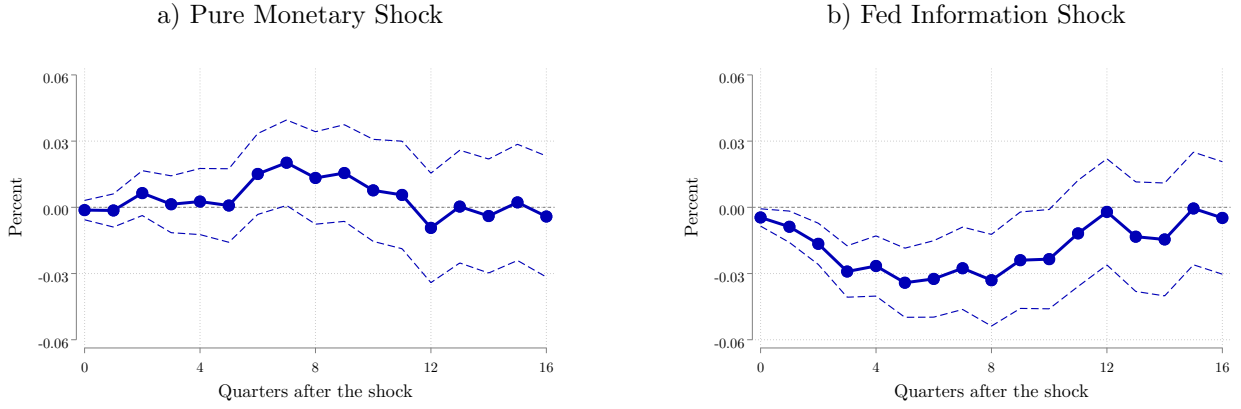 a) Pure Monetary Shock
0.06
0.03
0.00
-0.03
-0.06
Percent
0 4 8 12 16
Quarters after the shock
b) Fed Information Shock
0.06
0.03
0.00
-0.03
-0.06
Percent
0 4 8 12 16
Quarters after the shock